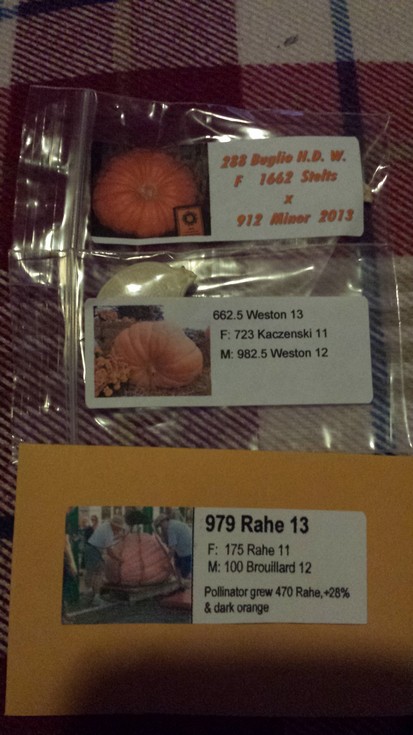 288 Buglio H.D. W.
F 1662 Stelts
x
912 Minor 2013
662.5 Weston 13
F: 723 Kaczenski 11
M: 982.5 Weston 12
979 Rahe 13
F: 175 Rahe 11
M: 100 Brouillard 12
Pollinator grew 470 Rahe,+28%
& dark orange